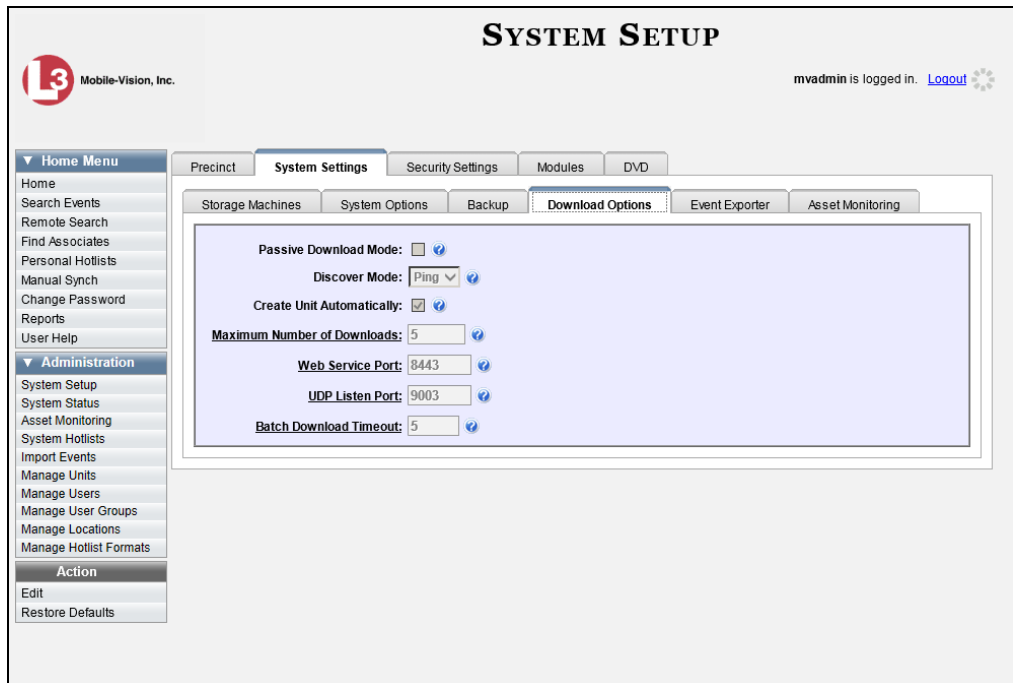 SYSTEM SETUP
L3 Mobile-Vision, Inc.
mvadmin is logged in. Logout
▼ Home Menu
Home
Search Events
Remote Search
Find Associates
Personal Hotlists
Manual Synch
Change Password
Reports
User Help
▼ Administration
System Setup
System Status
Asset Monitoring
System Hotlists
Import Events
Manage Units
Manage Users
Manage User Groups
Manage Locations
Manage Hotlist Formats
Action
Edit
Restore Defaults
Precinct System Settings Security Settings Modules DVD
Storage Machines System Options Backup Download Options Event Exporter Asset Monitoring
Passive Download Mode: ?
Discover Mode: Ping ?
Create Unit Automatically: ?
Maximum Number of Downloads: 5 ?
Web Service Port: 8443 ?
UDP Listen Port: 9003 ?
Batch Download Timeout: 5 ?